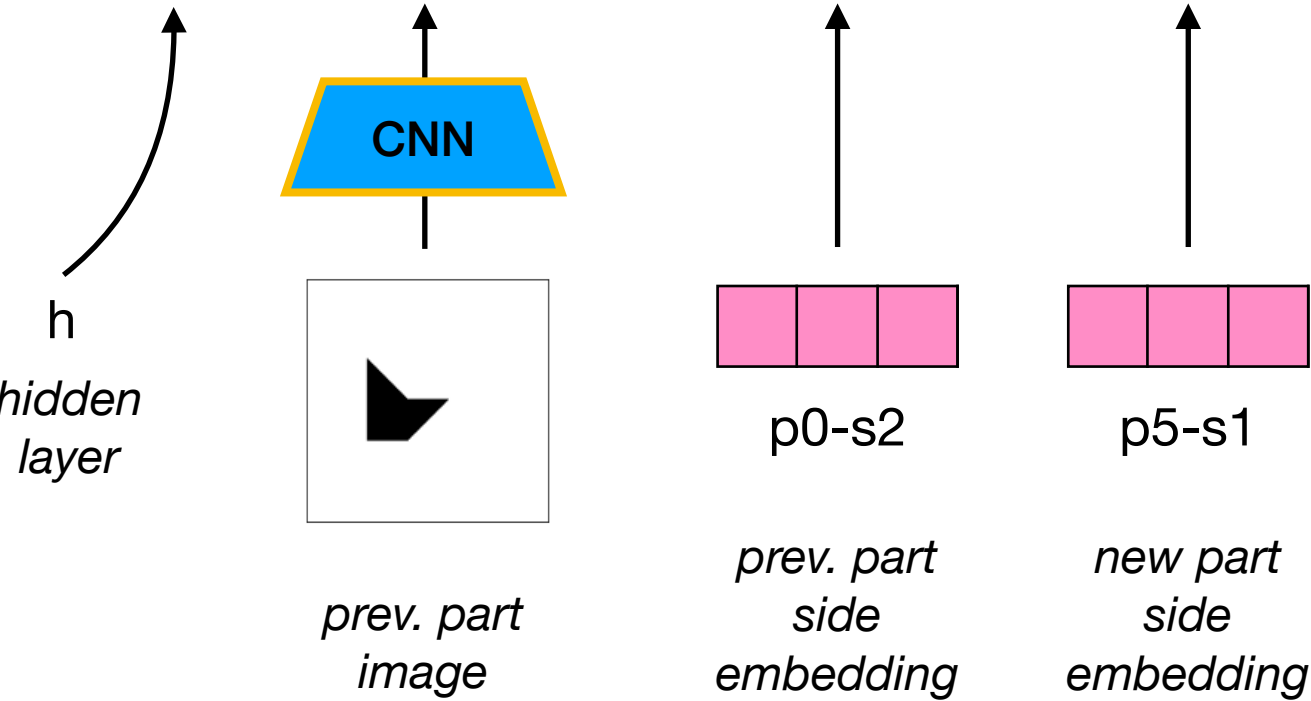 CNN
h
hidden
layer
prev. part
image
p0-s2
prev. part
side
embedding
p5-s1
new part
side
embedding